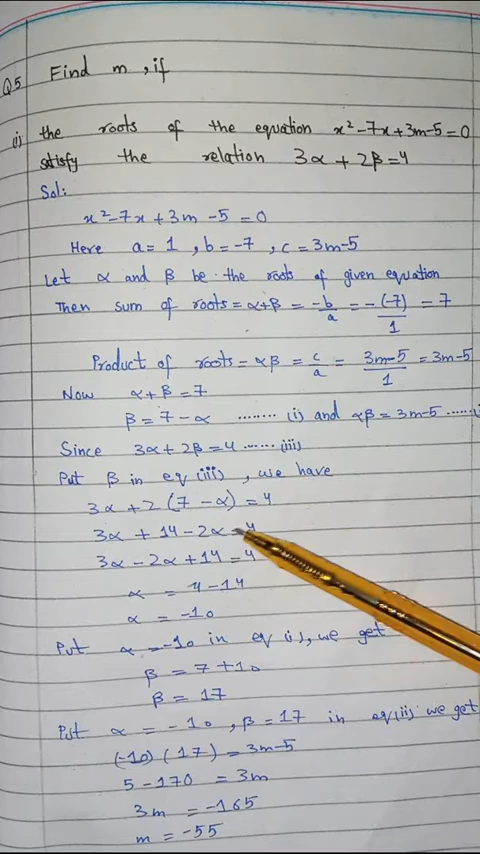 Q5 Find m, if
(i) the roots of the equation x²-7x+3m-5=0
satisfy the relation 3α+2β=4
Sol:
x²-7x+3m-5=0
Here a=1, b=-7, c=3m-5
Let α and β be the roots of given equation
Then sum of roots = α+β = -b/a = -(-7)/1 = 7
Product of roots = αβ = c/a = 3m-5/1 = 3m-5
Now α+β=7
β=7-α ........ (i) and αβ=3m-5 ......(i
Since 3α+2β=4 ...... (iii)
Put β in eq (iii), we have
3α+2(7-α)=4
3α+14-2α=4
3α-2α+14=4
α = 4-14
α = -10
Put α=-10 in eq (i), we get
β = 7+10
β = 17
Put α = -10, β=17 in eq(ii) we get
(-10)(17)=3m-5
5-170 = 3m
3m = -165
m = -55